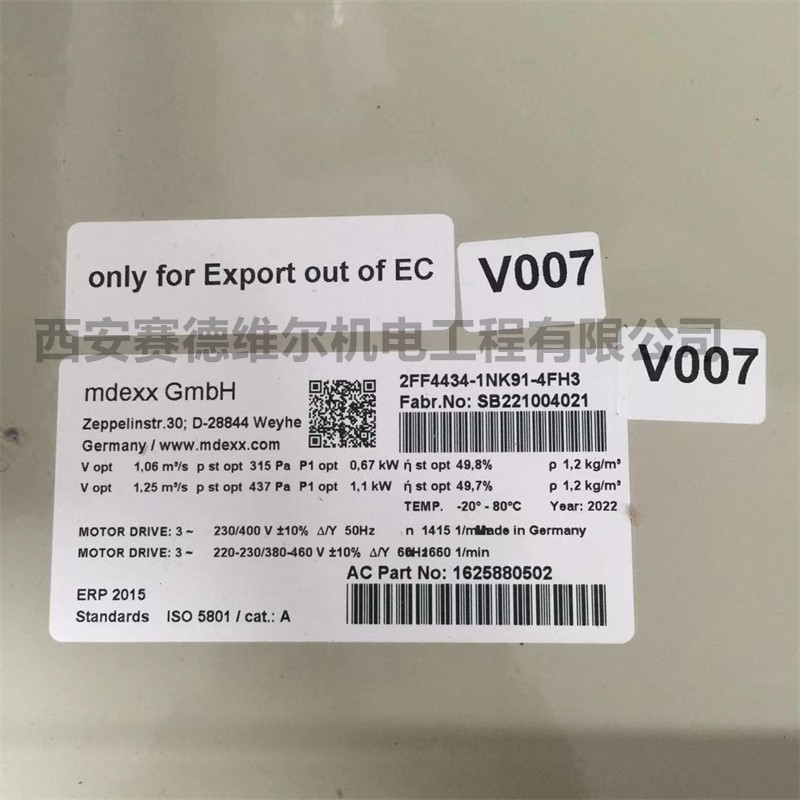 only for Export out of EC
V007
西安赛德维尔机电工程有限公司
V007
mdexx GmbH
Zeppelinstr.30; D-28844 Weyhe
Germany / www.mdexx.com
2FF4434-1NK91-4FH3
Fabr.No: SB221004021
V opt 1,06 m³/s p st opt 315 Pa P1 opt 0,67 kW ή st opt 49,8% ρ 1,2 kg/m³
V opt 1,25 m³/s p st opt 437 Pa P1 opt 1,1 kW ή st opt 49,7% ρ 1,2 kg/m³
TEMP. -20° - 80°C Year: 2022
MOTOR DRIVE: 3 ~ 230/400 V ±10% Δ/Y 50Hz n 1415 1/min Made in Germany
MOTOR DRIVE: 3 ~ 220-230/380-460 V ±10% Δ/Y 60Hz n 1660 1/min
AC Part No: 1625880502
ERP 2015
Standards ISO 5801 / cat.: A